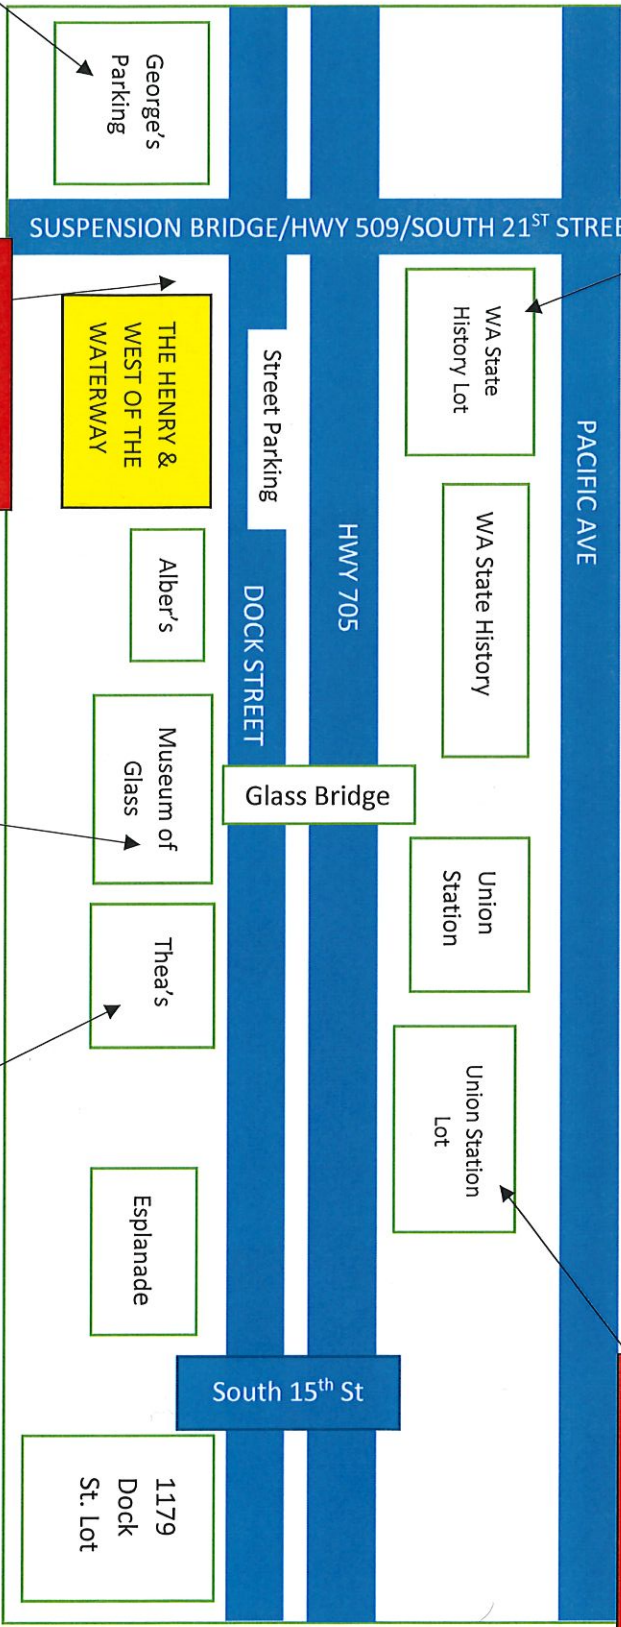 George's
Parking
SUSPENSION BRIDGE/HWY 509/SOUTH 21ST STREE
WA State
History Lot
THE HENRY &
WEST OF THE
WATERWAY
Street Parking
PACIFIC AVE
WA State History
HWY 705
Alber's
DOCK STREET
Museum of
Glass
Glass Bridge
Union
Station
Thea's
Union Station
Lot
Esplanade
South 15th St
1179
Dock
St. Lot